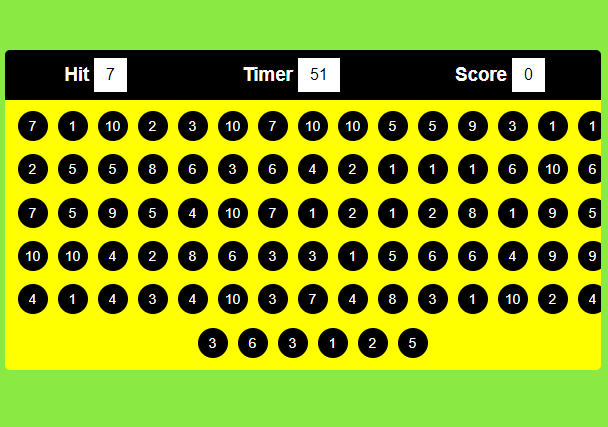 Hit 7 Timer 51 Score 0
7 1 10 2 3 10 7 10 10 5 5 9 3 1 1
2 5 5 8 6 3 6 4 2 1 1 1 6 10 6
7 5 9 5 4 10 7 1 2 1 2 8 1 9 5
10 10 4 2 8 6 3 3 1 5 6 6 4 9 9
4 1 4 3 4 10 3 7 4 8 3 1 10 2 4
3 6 3 1 2 5